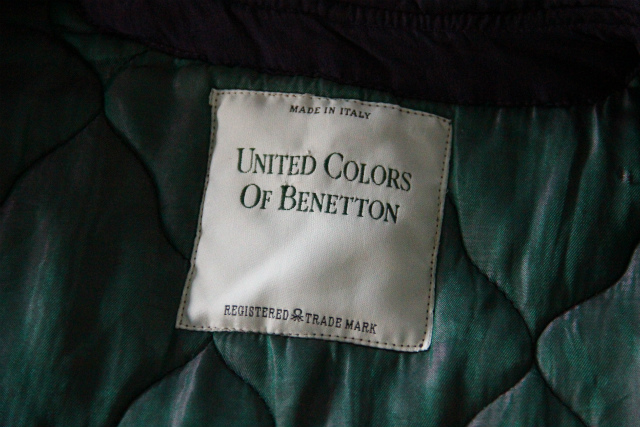 MADE IN ITALY
UNITED COLORS
OF BENETTON
REGISTERED TRADE MARK